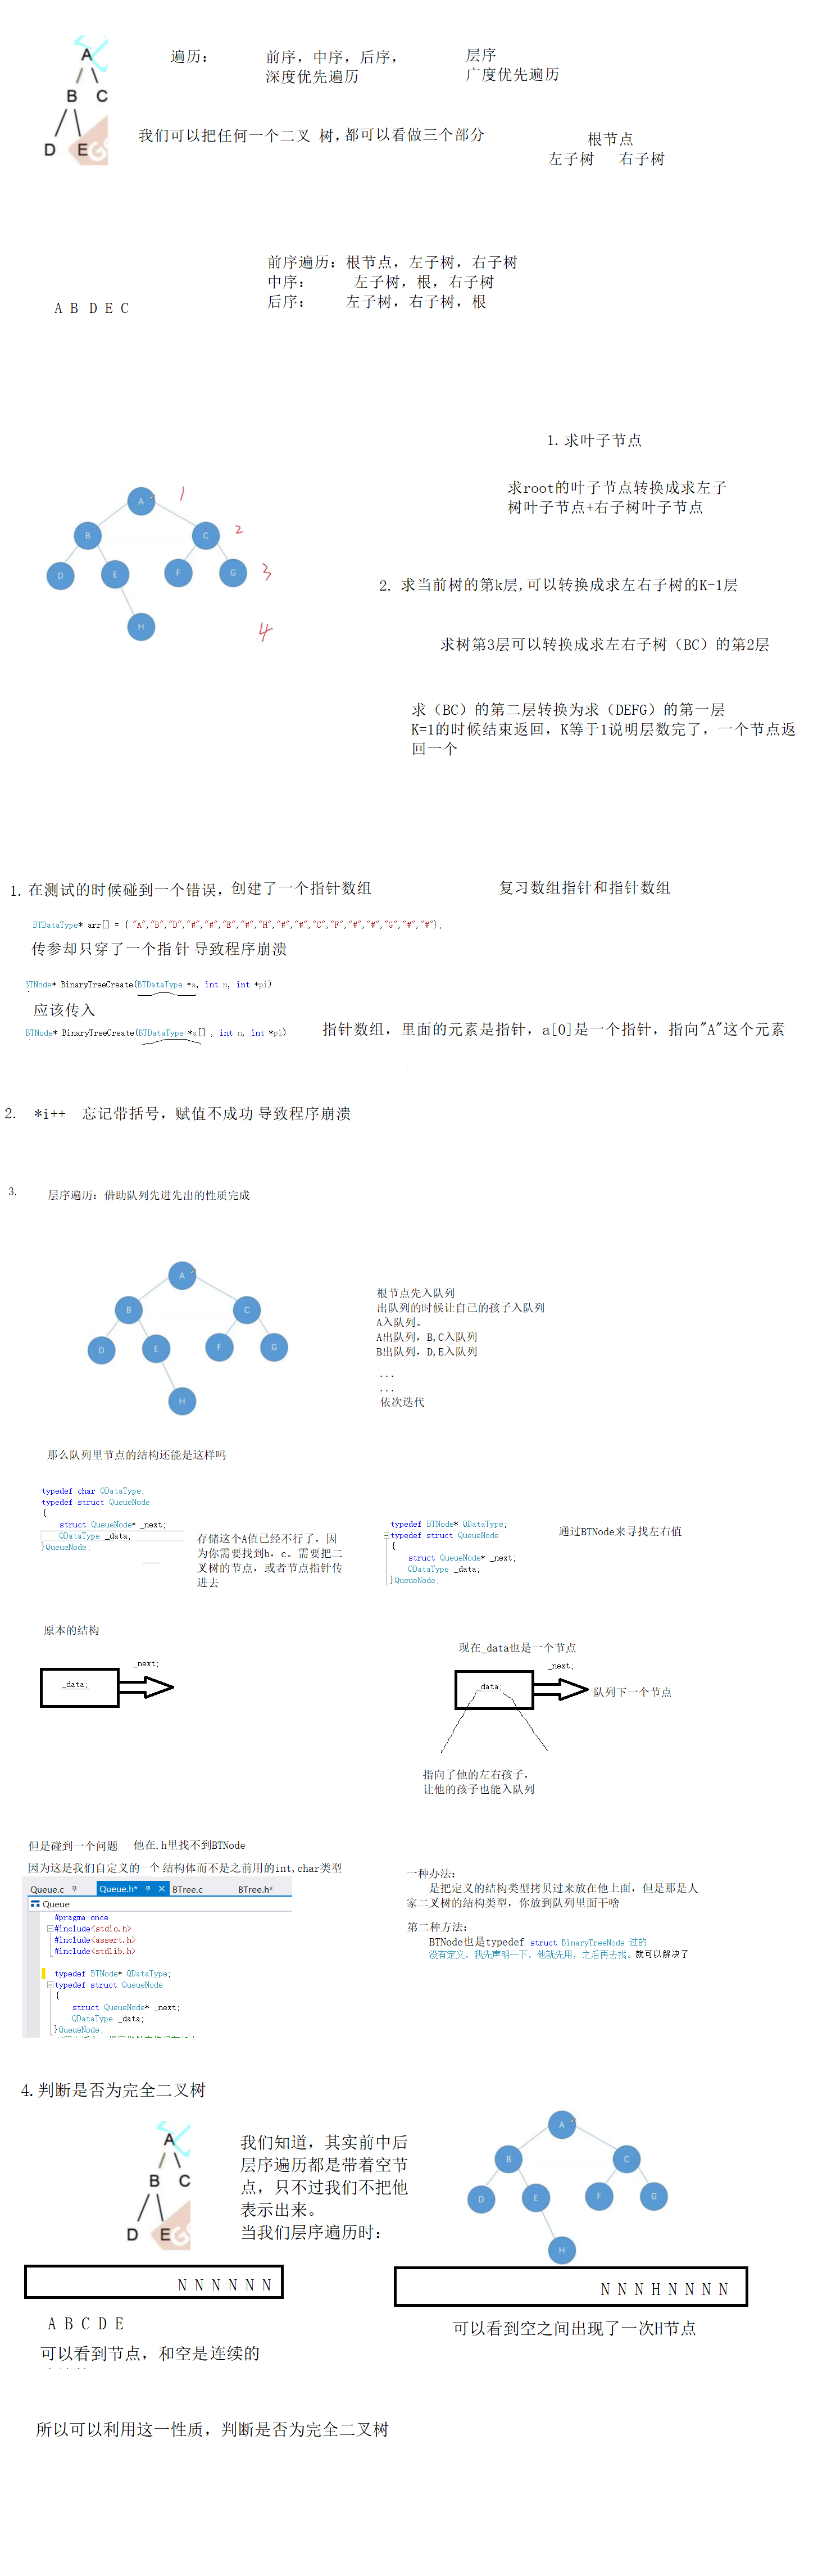 A
B C
D E
遍历：
前序，中序，后序，
深度优先遍历
层序
广度优先遍历
我们可以把任何一个二叉 树，都可以看做三个部分
根节点
左子树 右子树
前序遍历：根节点，左子树，右子树
中序： 左子树，根，右子树
后序： 左子树，右子树，根
A B D E C
1. 求叶子节点
求root的叶子节点转换成求左子
树叶子节点+右子树叶子节点
A 1
B C 2
D E F G 3
H 4
2. 求当前树的第k层,可以转换成求左右子树的K-1层
求树第3层可以转换成求左右子树（BC）的第2层
求（BC）的第二层转换为求（DEFG）的第一层
K=1的时候结束返回，K等于1说明层数完了，一个节点返
回一个
1. 在测试的时候碰到一个错误，创建了一个指针数组
复习数组指针和指针数组
BTDataType* arr[] = { "A","B","D","#","#","E","#","H","#","#","C","F","#","#","G","#","#"};
传参却只穿了一个指 针 导致程序崩溃
BTNode* BinaryTreeCreate(BTDataType *a, int n, int *pi)
应该传入
BTNode* BinaryTreeCreate(BTDataType *a[] , int n, int *pi)
指针数组，里面的元素是指针，a[0]是一个指针，指向"A"这个元素
2. *i++ 忘记带括号，赋值不成功 导致程序崩溃
3. 层序遍历：借助队列先进先出的性质完成
A
B C
D E F G
H
根节点先入队列
出队列的时候让自己的孩子入队列
A入队列。
A出队列，B,C入队列
B出队列，D,E入队列
...
...
依次迭代
那么队列里节点的结构还能是这样吗
typedef char QDataType;
typedef struct QueueNode
{
struct QueueNode* _next;
QDataType _data;
}QueueNode;
存储这个A值已经不行了，因
为你需要找到b，c。需要把二
叉树的节点，或者节点指针传
进去
typedef BTNode* QDataType;
typedef struct QueueNode
{
struct QueueNode* _next;
QDataType _data;
}QueueNode;
通过BTNode来寻找左右值
原本的结构
_data;
_next;
现在_data也是一个节点
_data;
_next;
队列下一个节点
指向了他的左右孩子，
让他的孩子也能入队列
但是碰到一个问题 他在.h里找不到BTNode
因为这是我们自定义的一个 结构体而不是之前用的int,char类型
Queue.c Queue.h* BTree.c BTree.h*
Queue
#pragma once
#include<stdio.h>
#include<assert.h>
#include<stdlib.h>
typedef BTNode* QDataType;
typedef struct QueueNode
{
struct QueueNode* _next;
QDataType _data;
}QueueNode;
一种办法：
是把定义的结构类型拷贝过来放在他上面，但是那是人
家二叉树的结构类型，你放到队列里面干啥
第二种方法：
BTNode也是typedef struct BinaryTreeNode 过的
没有定义，我先声明一下，他就先用，之后再去找。就可以解决了
4.判断是否为完全二叉树
A
B C
D E
我们知道，其实前中后
层序遍历都是带着空节
点，只不过我们不把他
表示出来。
当我们层序遍历时：
A
B C
D E F G
H
N N N N N N
A B C D E
可以看到节点，和空是连续的
N N N H N N N N
可以看到空之间出现了一次H节点
所以可以利用这一性质，判断是否为完全二叉树